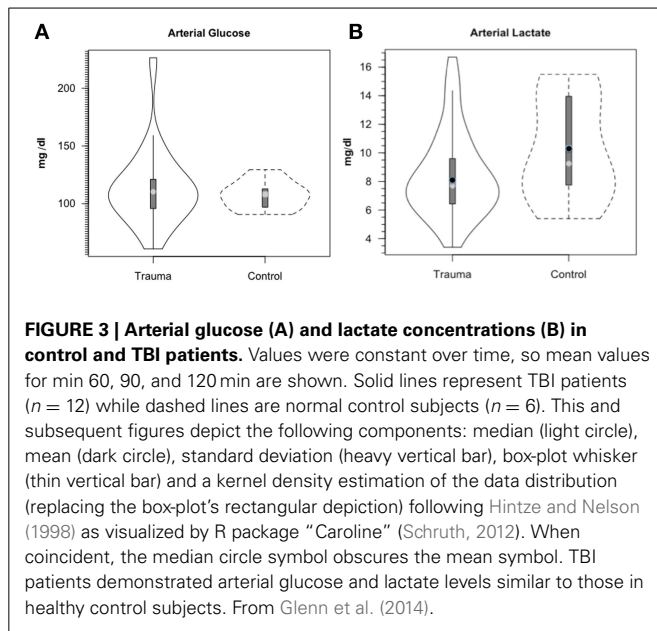 A
Arterial Glucose
B
Arterial Lactate
mg/dl
200
150
100
Trauma
Control
mg/dl
16
14
12
10
8
6
4
Trauma
Control
FIGURE 3 | Arterial glucose (A) and lactate concentrations (B) in
control and TBI patients. Values were constant over time, so mean values
for min 60, 90, and 120 min are shown. Solid lines represent TBI patients
(n = 12) while dashed lines are normal control subjects (n = 6). This and
subsequent figures depict the following components: median (light circle),
mean (dark circle), standard deviation (heavy vertical bar), box-plot whisker
(thin vertical bar) and a kernel density estimation of the data distribution
(replacing the box-plot's rectangular depiction) following Hintze and Nelson
(1998) as visualized by R package “Caroline” (Schruth, 2012). When
coincident, the median circle symbol obscures the mean symbol. TBI
patients demonstrated arterial glucose and lactate levels similar to those in
healthy control subjects. From Glenn et al. (2014).